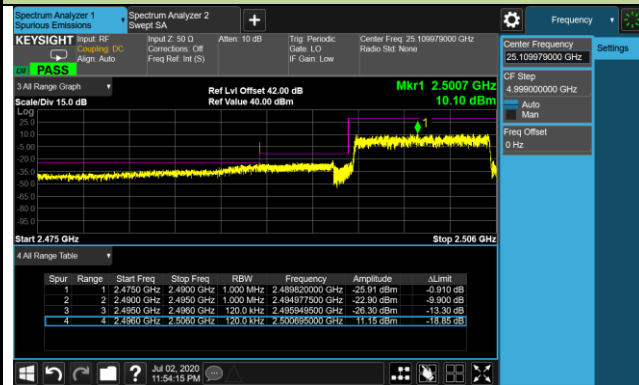 Spectrum Analyzer 1
Spurious Emissions
Spectrum Analyzer 2
Swept SA
Frequency
KEYSIGHT
Input: RF
Coupling: DC
Align: Auto
Input Z: 50 Ω
Corrections: Off
Freq Ref: Int (S)
Atten: 10 dB
Trig: Periodic
Gate: LO
IF Gain: Low
Center Freq: 25.109979000 GHz
Radio Std: None
PASS
Center Frequency
25.109979000 GHz
Settings
CF Step
4.999000000 GHz
Auto
Man
Freq Offset
0 Hz
3 All Range Graph
Ref Lvl Offset 42.00 dB
Mkr1 2.5007 GHz
Scale/Div 15.0 dB
Ref Value 40.00 dBm
10.10 dBm
Log
25.0
10.0
-5.00
-20.0
-35.0
-50.0
-65.0
-80.0
-95.0
1
Start 2.475 GHz
Stop 2.506 GHz
4 All Range Table
Spur Range Start Freq Stop Freq RBW Frequency Amplitude ΔLimit
1 1 2.4750 GHz 2.4900 GHz 1.000 MHz 2.489820000 GHz -25.91 dBm -0.910 dB
2 2 2.4900 GHz 2.4950 GHz 1.000 MHz 2.494977500 GHz -22.90 dBm -9.900 dB
3 3 2.4950 GHz 2.4960 GHz 120.0 kHz 2.495949500 GHz -26.30 dBm -13.30 dB
4 4 2.4960 GHz 2.5060 GHz 120.0 kHz 2.500695000 GHz 11.15 dBm -18.85 dB
Jul 02, 2020
11:54:15 PM